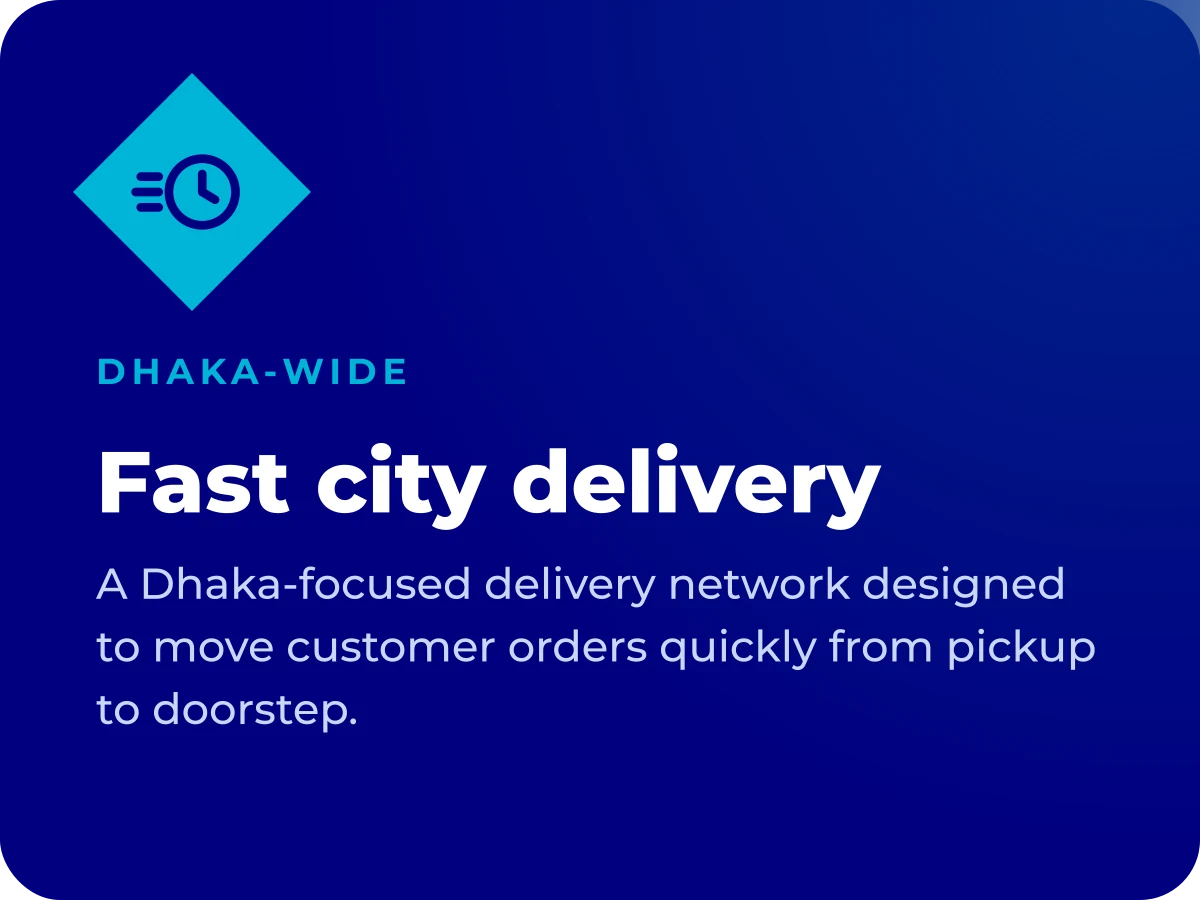 DHAKA-WIDE
Fast city delivery
A Dhaka-focused delivery network designed
to move customer orders quickly from pickup
to doorstep.